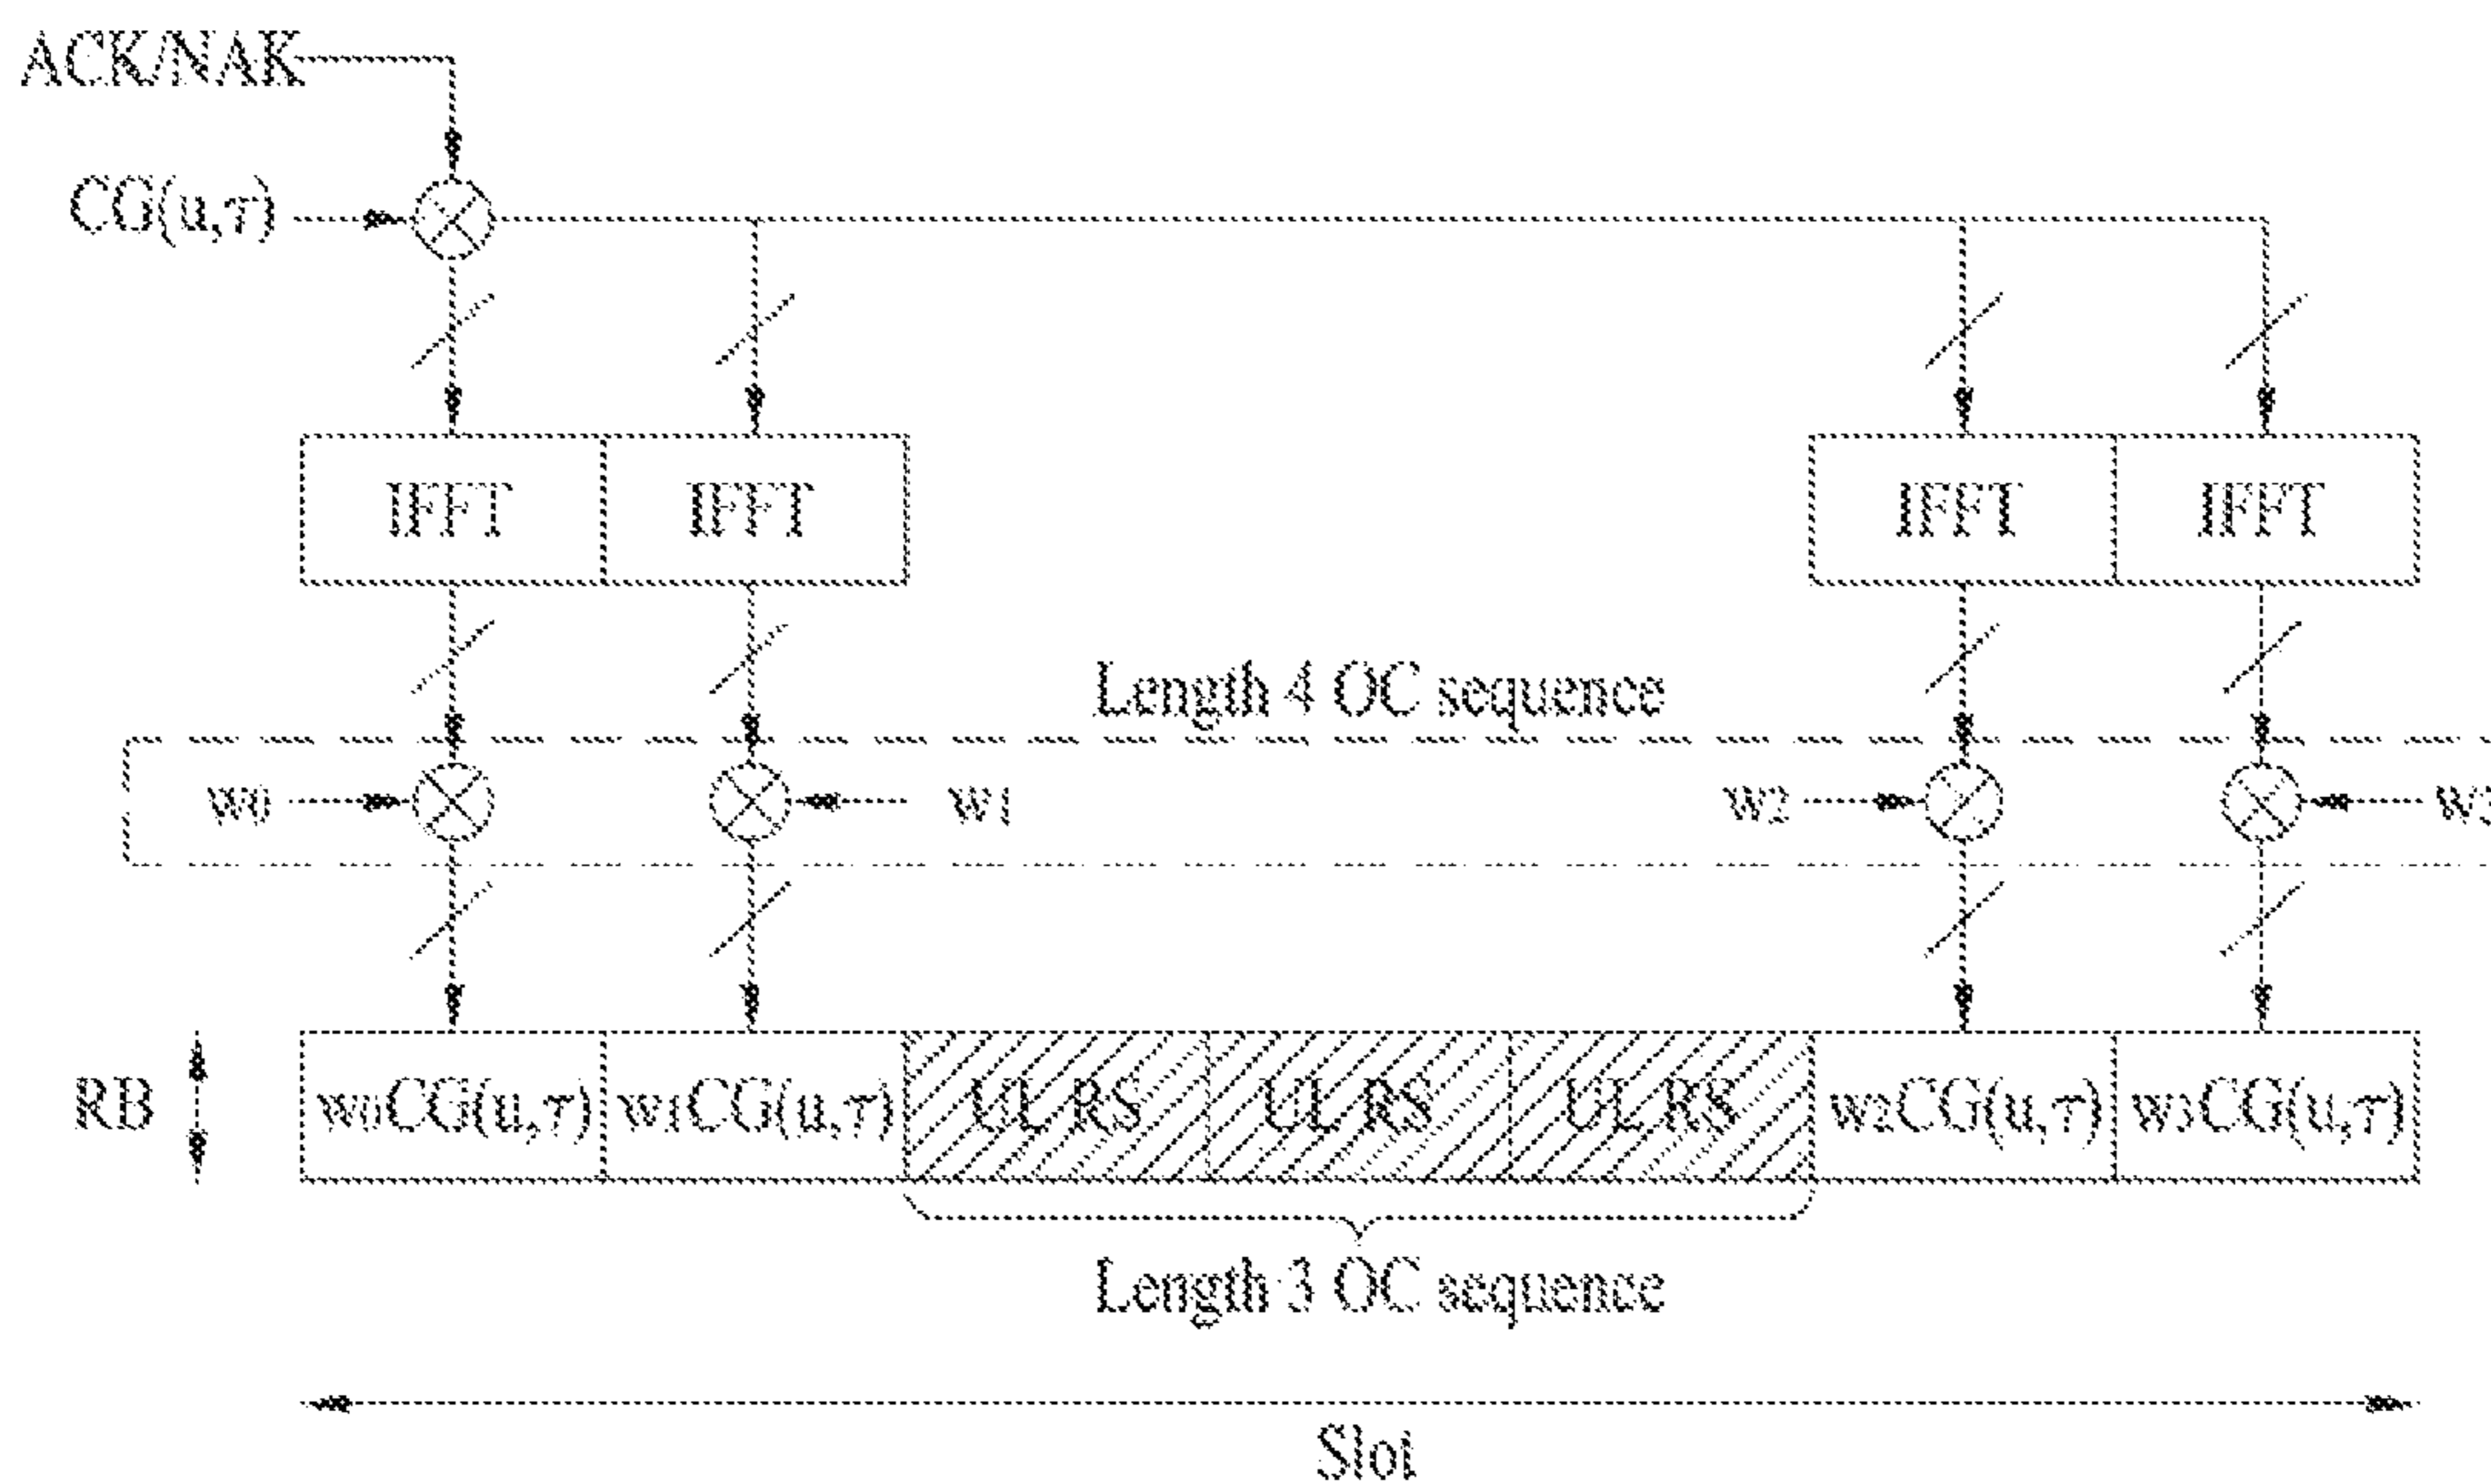 ACK/NAK
CG(u,τ)
IFFT IFFT IFFT IFFT
Length 4 OC sequence
w0 w1 w2 w3
RB w0CG(u,τ) w1CG(u,τ) UL RS UL RS UL RS w2CG(u,τ) w3CG(u,τ)
Length 3 OC sequence
Slot